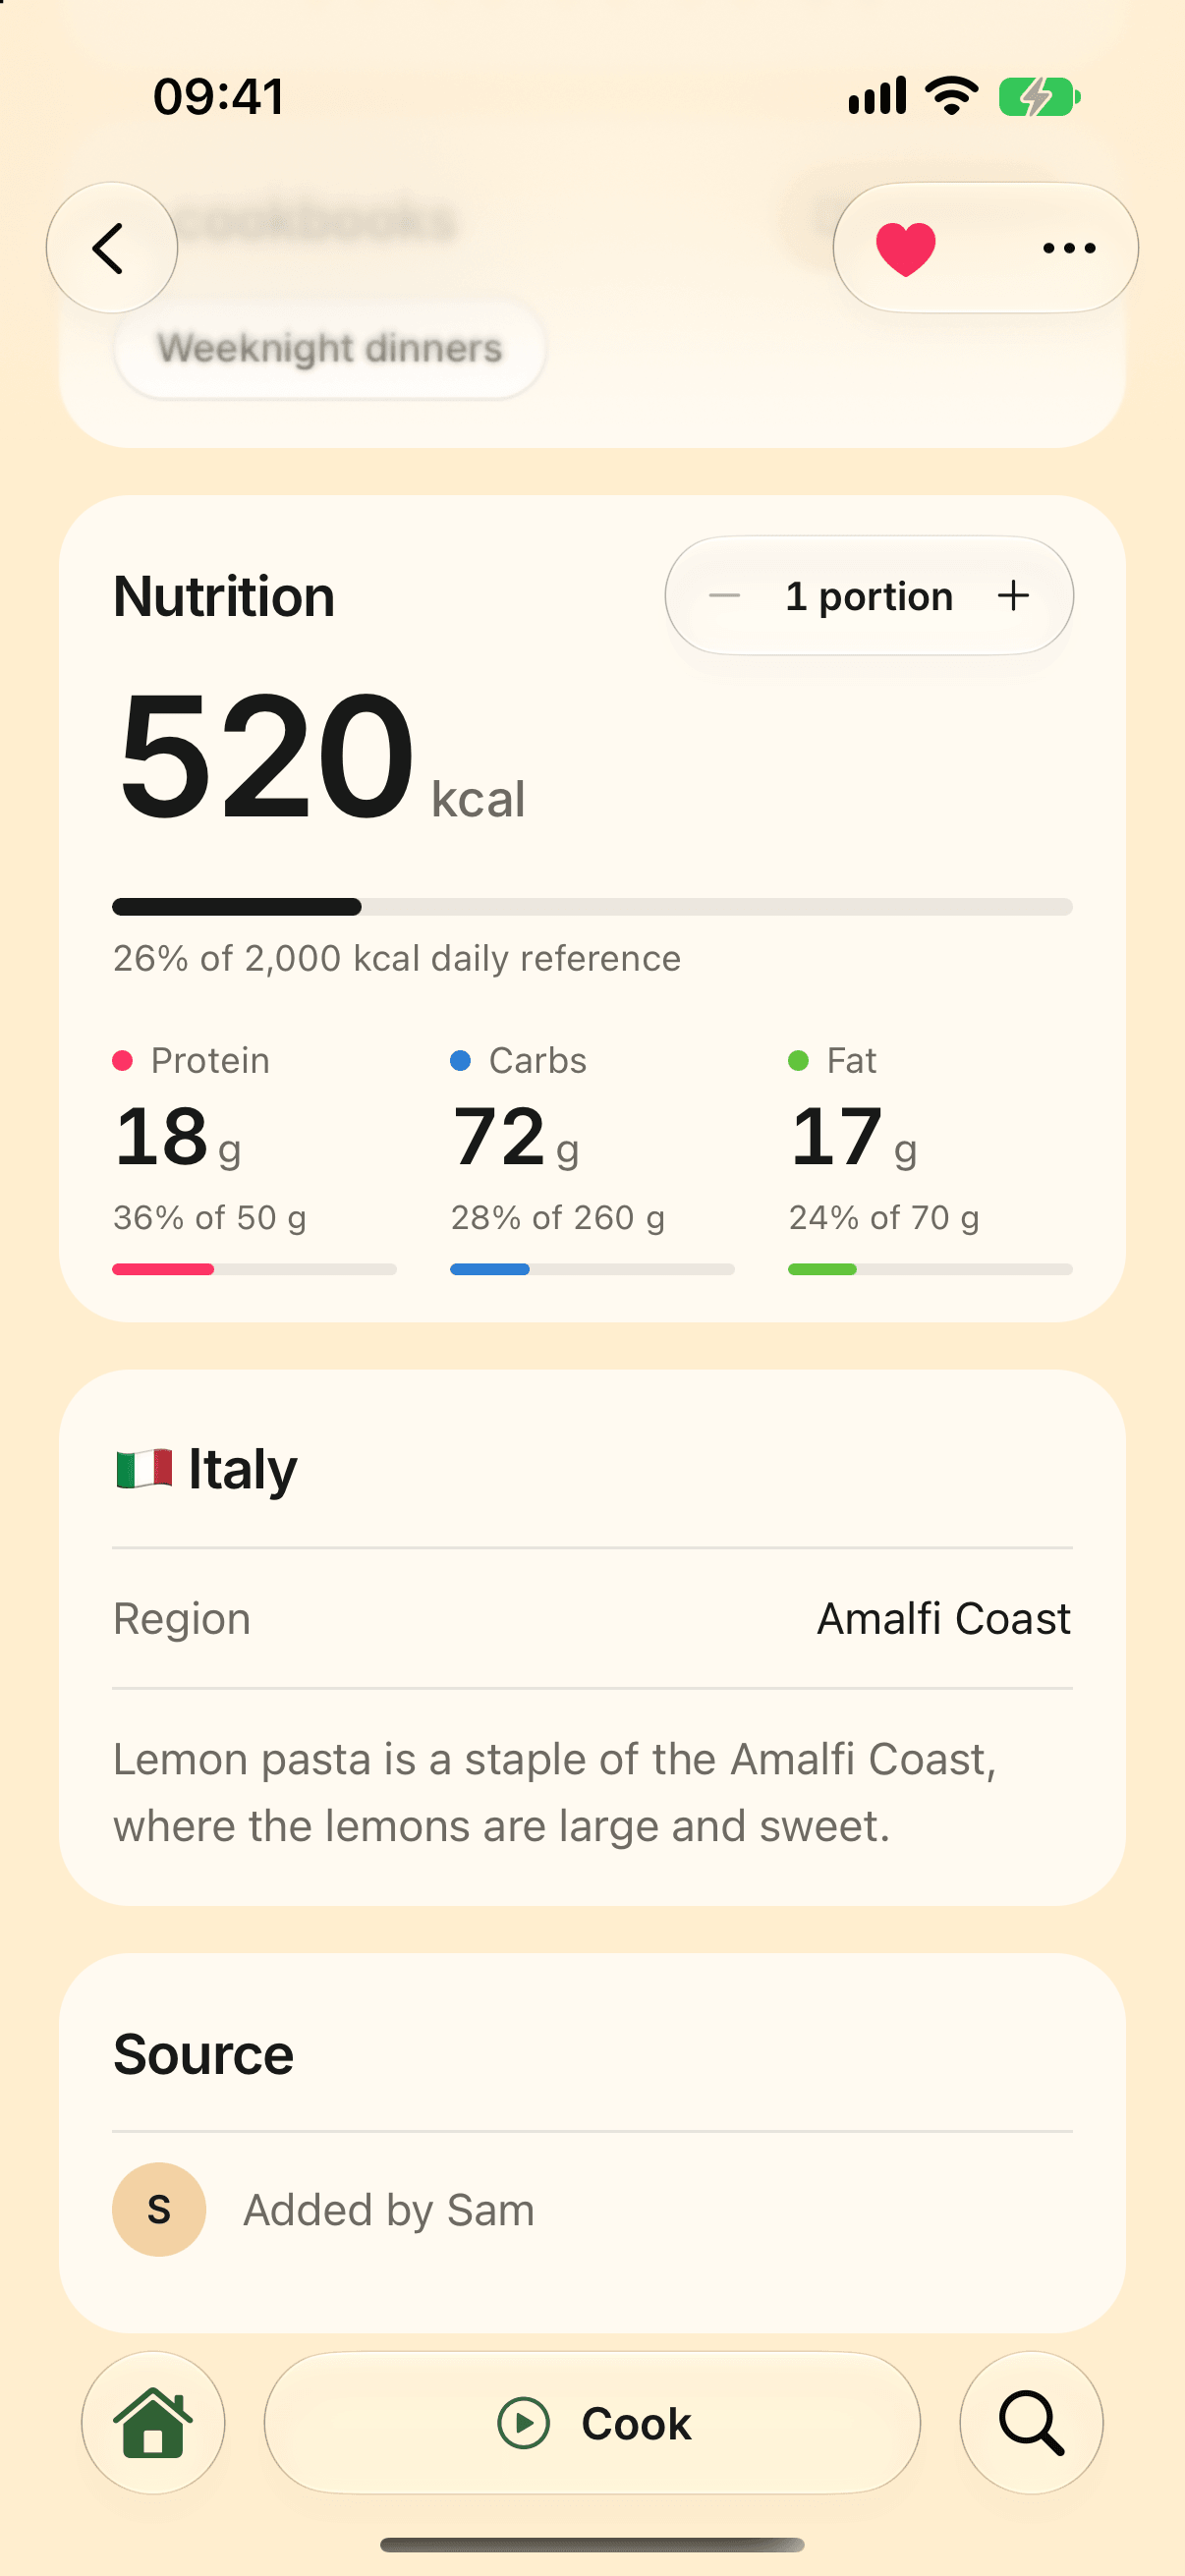 09:41
cookbooks
Weeknight dinners
Nutrition
1 portion
520 kcal
26% of 2,000 kcal daily reference
Protein
Carbs
Fat
18 g
72 g
17 g
36% of 50 g
28% of 260 g
24% of 70 g
Italy
Region
Amalfi Coast
Lemon pasta is a staple of the Amalfi Coast,
where the lemons are large and sweet.
Source
S
Added by Sam
Cook